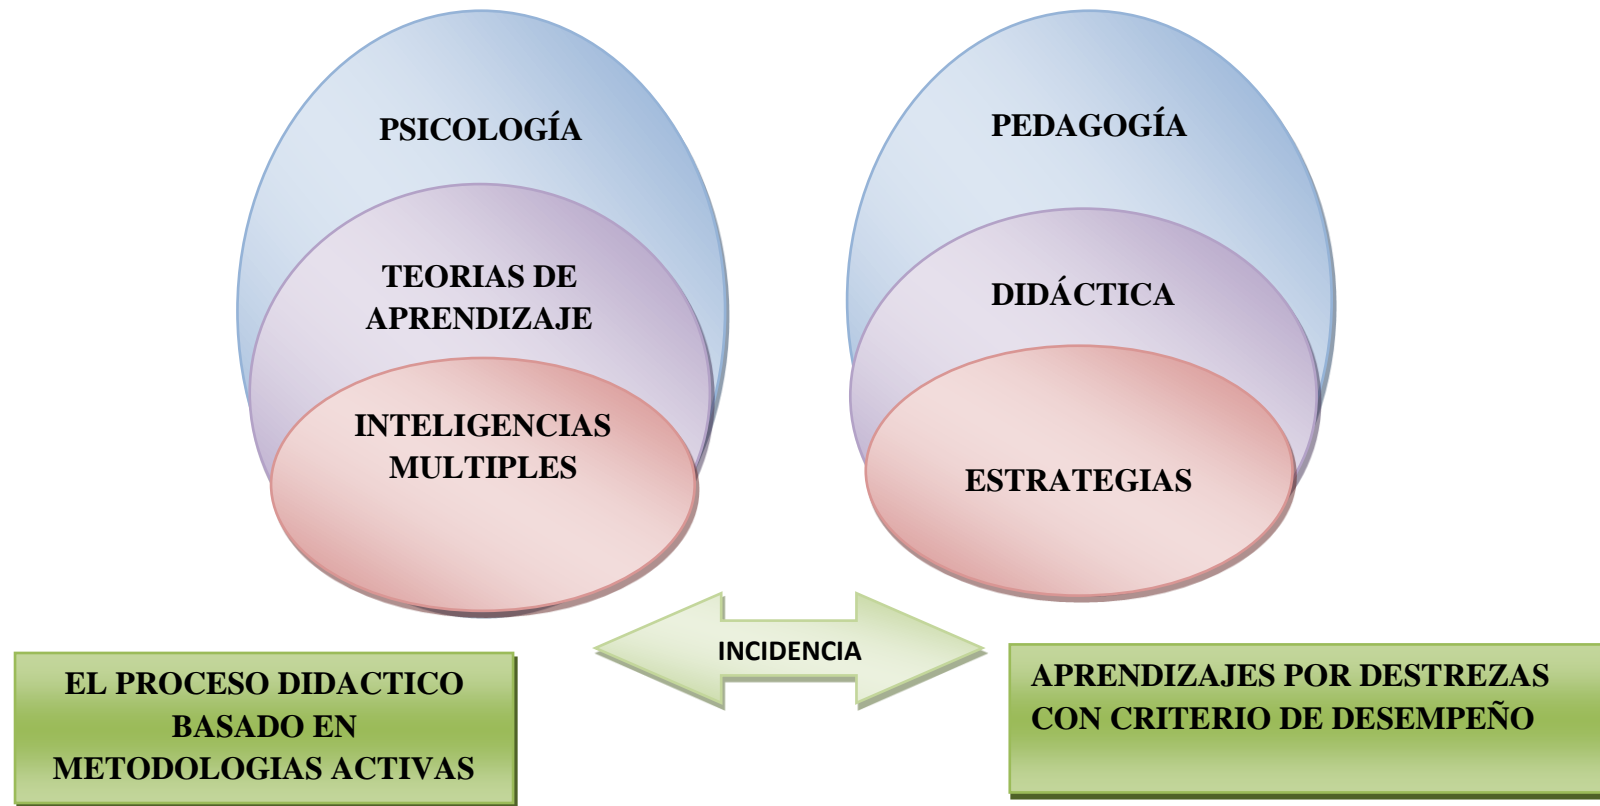 PSICOLOGÍA
TEORIAS DE
APRENDIZAJE
INTELIGENCIAS
MULTIPLES
PEDAGOGÍA
DIDÁCTICA
ESTRATEGIAS
INCIDENCIA
EL PROCESO DIDACTICO
BASADO EN
METODOLOGIAS ACTIVAS
APRENDIZAJES POR DESTREZAS
CON CRITERIO DE DESEMPEÑO